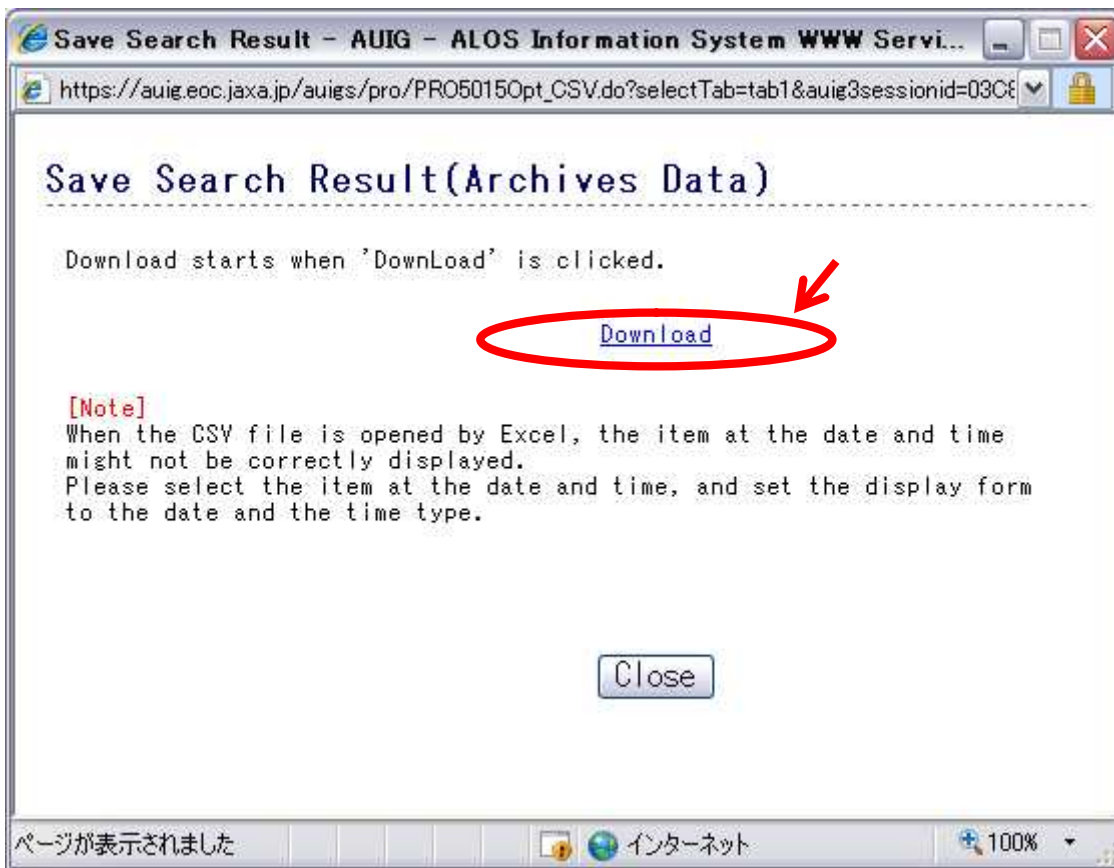 Save Search Result - AUIG - ALOS Information System WWW Servi...
https://auig.eoc.jaxa.jp/auigs/pro/PRO5015Opt_CSV.do?selectTab=tab1&auig3sessionid=03C8
Save Search Result(Archives Data)
Download starts when 'DownLoad' is clicked.
Download
[Note]
When the CSV file is opened by Excel, the item at the date and time
might not be correctly displayed.
Please select the item at the date and time, and set the display form
to the date and the time type.
Close
ページが表示されました インターネット 100%